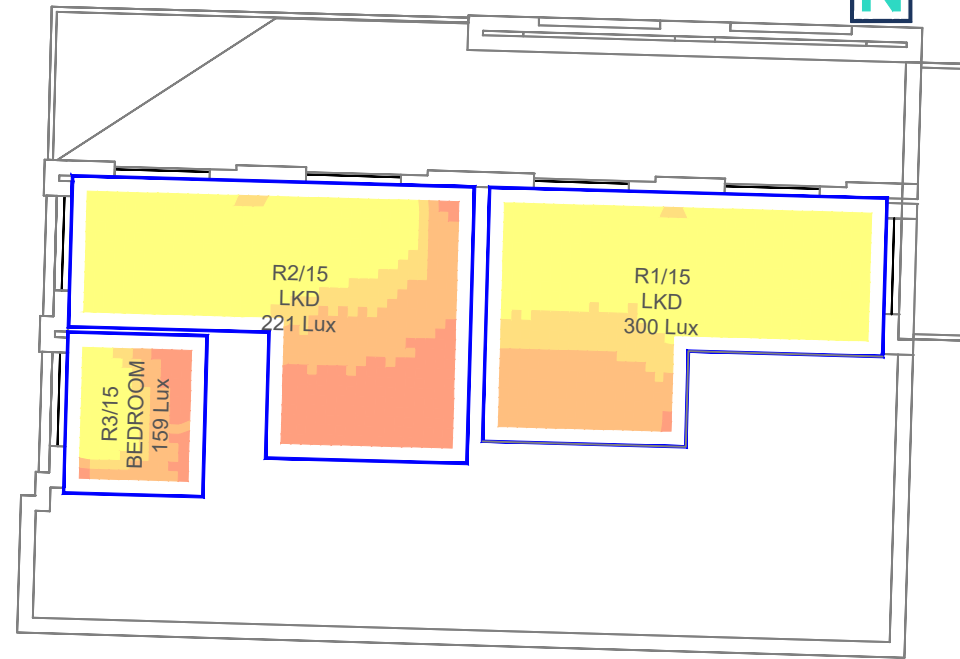 R2/15
LKD
221 Lux
R1/15
LKD
300 Lux
R3/15
BEDROOM
159 Lux